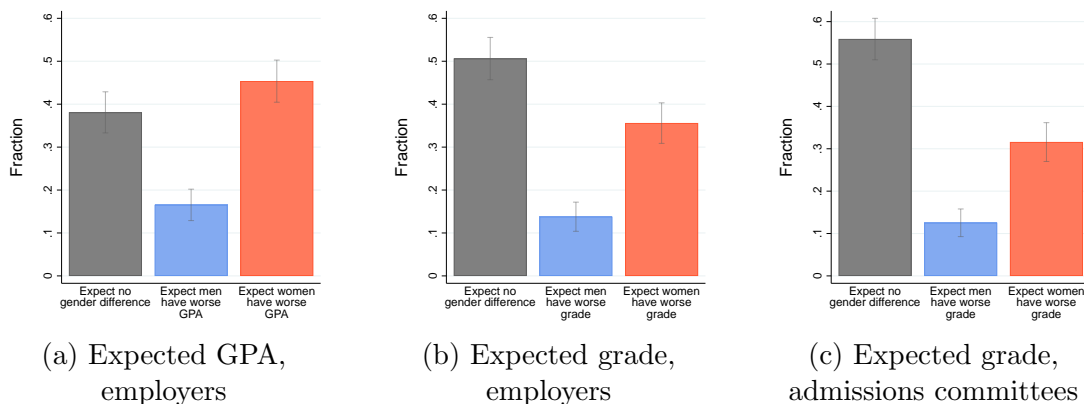 Fraction
.6
.5
.4
.3
.2
.1
0
Expect no
gender difference
Expect men
have worse
GPA
Expect women
have worse
GPA
(a) Expected GPA,
employers
Fraction
.6
.5
.4
.3
.2
.1
0
Expect no
gender difference
Expect men
have worse
grade
Expect women
have worse
grade
(b) Expected grade,
employers
Fraction
.6
.5
.4
.3
.2
.1
0
Expect no
gender difference
Expect men
have worse
grade
Expect women
have worse
grade
(c) Expected grade,
admissions committees